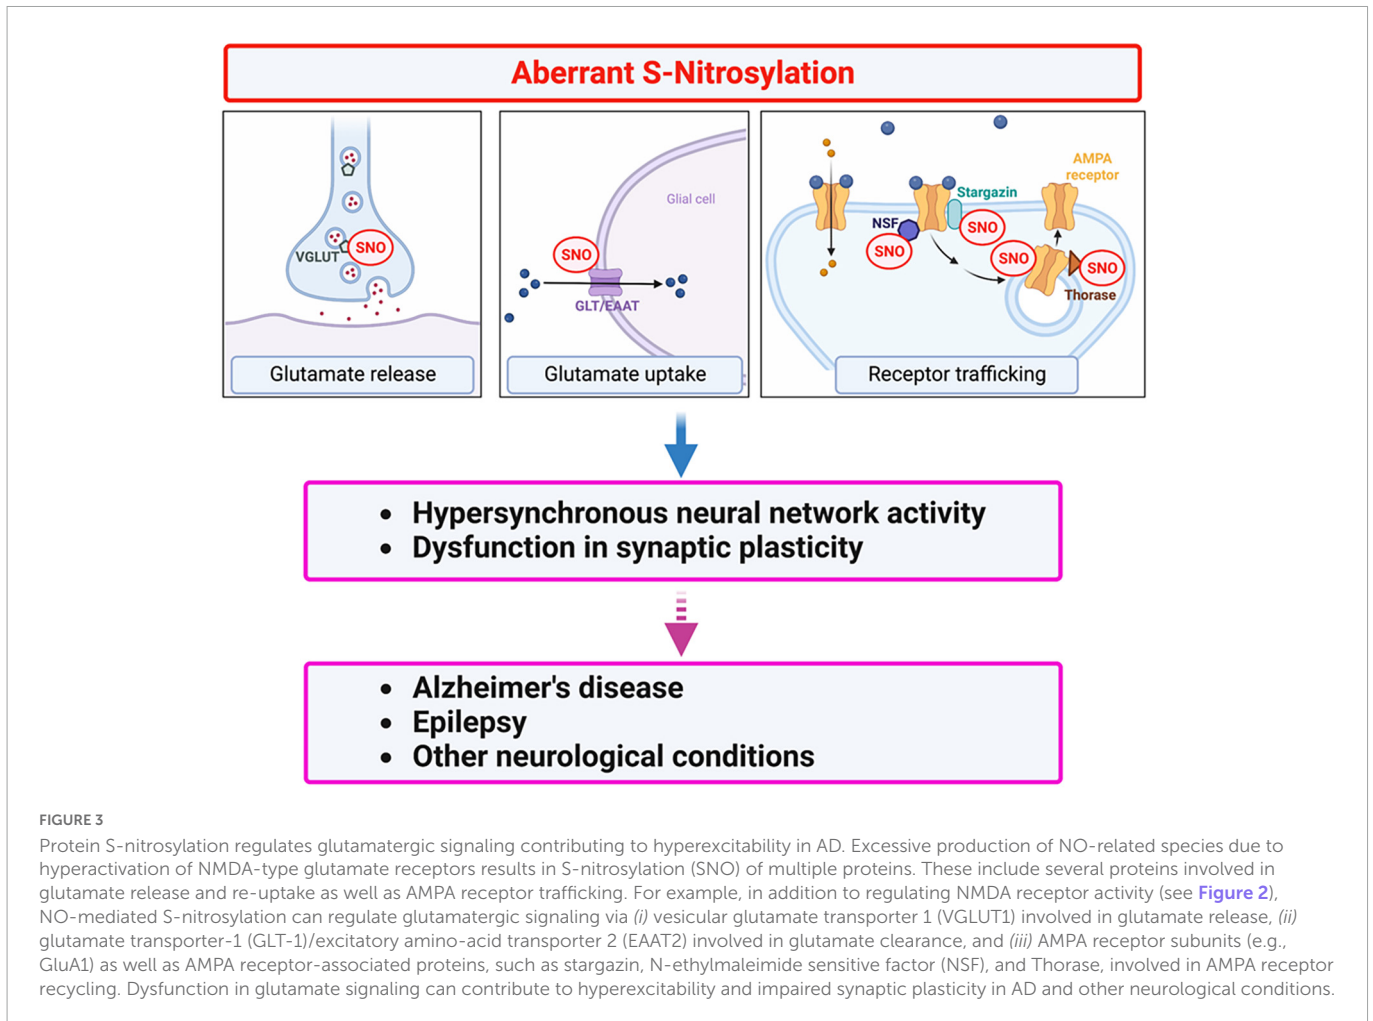 Aberrant S-Nitrosylation
VGLUT
SNO
Glutamate release
Glial cell
SNO
GLT/EAAT
Glutamate uptake
AMPA
receptor
Stargazin
NSF
SNO
SNO
SNO
SNO
Thorase
Receptor trafficking
• Hypersynchronous neural network activity
• Dysfunction in synaptic plasticity
• Alzheimer's disease
• Epilepsy
• Other neurological conditions
FIGURE 3
Protein S-nitrosylation regulates glutamatergic signaling contributing to hyperexcitability in AD. Excessive production of NO-related species due to
hyperactivation of NMDA-type glutamate receptors results in S-nitrosylation (SNO) of multiple proteins. These include several proteins involved in
glutamate release and re-uptake as well as AMPA receptor trafficking. For example, in addition to regulating NMDA receptor activity (see Figure 2),
NO-mediated S-nitrosylation can regulate glutamatergic signaling via (i) vesicular glutamate transporter 1 (VGLUT1) involved in glutamate release, (ii)
glutamate transporter-1 (GLT-1)/excitatory amino-acid transporter 2 (EAAT2) involved in glutamate clearance, and (iii) AMPA receptor subunits (e.g.,
GluA1) as well as AMPA receptor-associated proteins, such as stargazin, N-ethylmaleimide sensitive factor (NSF), and Thorase, involved in AMPA receptor
recycling. Dysfunction in glutamate signaling can contribute to hyperexcitability and impaired synaptic plasticity in AD and other neurological conditions.